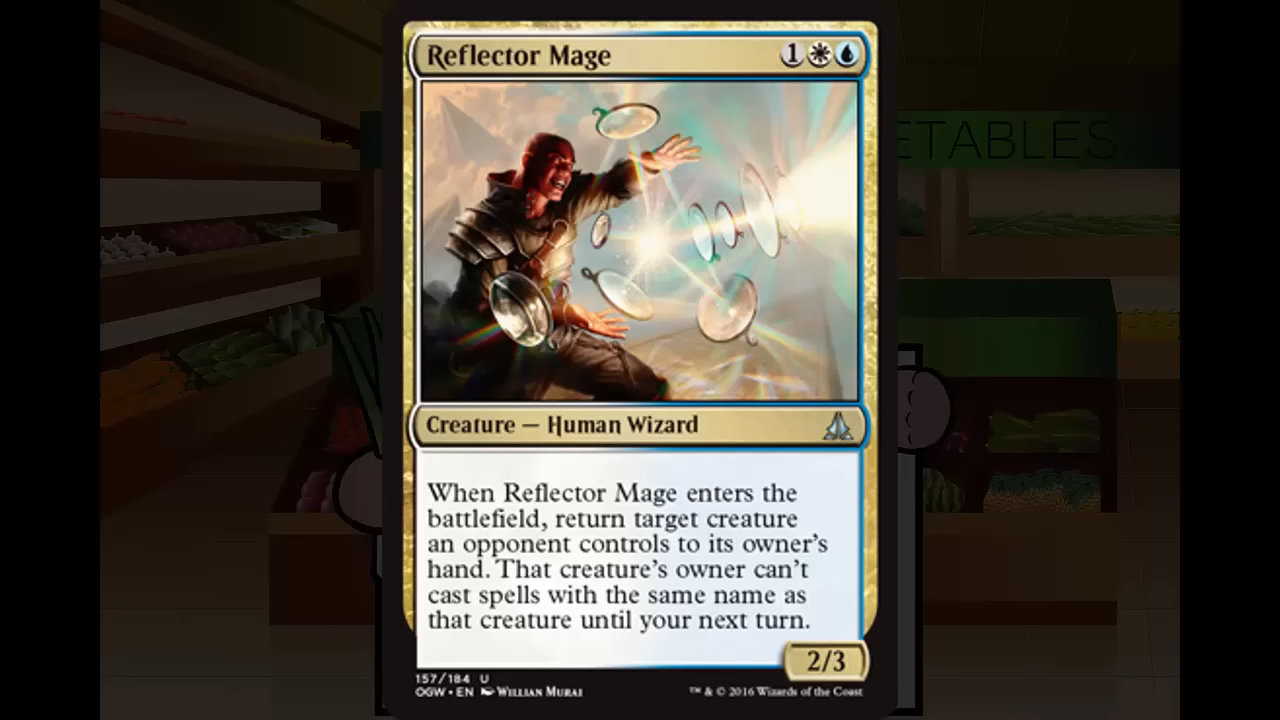 Reflector Mage
1
ETABLES
Creature — Human Wizard
When Reflector Mage enters the
battlefield, return target creature
an opponent controls to its owner's
hand. That creature's owner can't
cast spells with the same name as
that creature until your next turn.
2/3
157/184 U
OGW • EN WILLIAN MURAI
™ & © 2016 Wizards of the Coast